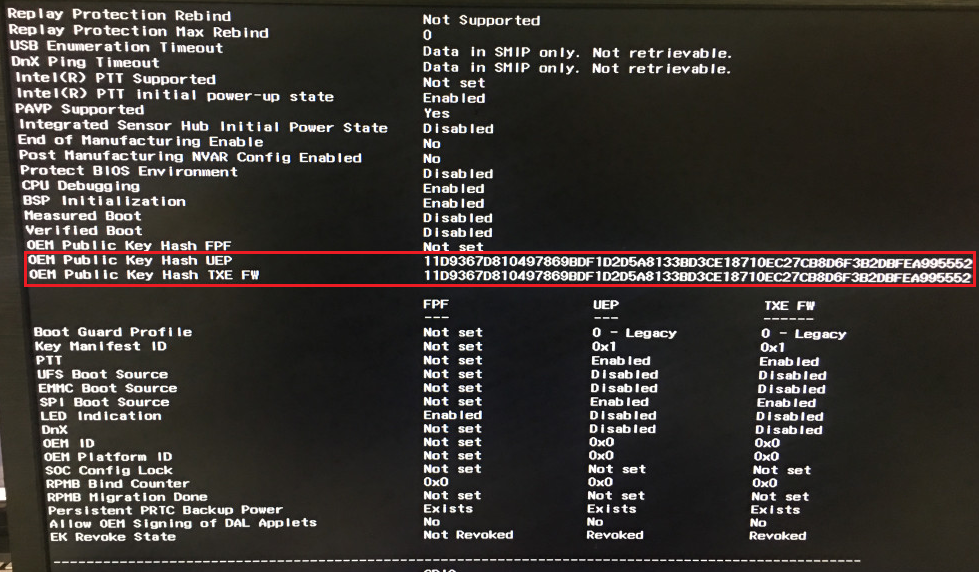 Replay Protection Rebind Not Supported
Replay Protection Max Rebind 0
USB Enumeration Timeout Data in SMIP only. Not retrievable.
DnX Ping Timeout Data in SMIP only. Not retrievable.
Intel(R) PTT Supported Not set
Intel(R) PTT initial power-up state Enabled
PAVP Supported Yes
Integrated Sensor Hub Initial Power State Disabled
End of Manufacturing Enable No
Post Manufacturing NVAR Config Enabled No
Protect BIOS Environment Disabled
CPU Debugging Enabled
BSP Initialization Enabled
Measured Boot Disabled
Verified Boot Disabled
OEM Public Key Hash FPF Not set
OEM Public Key Hash UEP 11D9367D810497869BDF1D2D5A8133BD3CE18710EC27CB8D6F3B2DBFEA995552
OEM Public Key Hash TXE FW 11D9367D810497869BDF1D2D5A8133BD3CE18710EC27CB8D6F3B2DBFEA995552
FPF UEP TXE FW
--- --- ------
Boot Guard Profile Not set 0 - Legacy 0 - Legacy
Key Manifest ID Not set 0x1 0x1
PTT Not set Enabled Enabled
UFS Boot Source Not set Disabled Disabled
EMMC Boot Source Not set Disabled Disabled
SPI Boot Source Not set Enabled Enabled
LED Indication Enabled Disabled Disabled
DnX Not set Disabled Disabled
OEM ID Not set 0x0 0x0
OEM Platform ID Not set 0x0 0x0
SOC Config Lock Not set Not set Not set
RPMB Bind Counter 0x0 0x0 0x0
RPMB Migration Done Not set Not set Not set
Persistent PRTC Backup Power Exists Exists Exists
Allow OEM Signing of DAL Applets No No No
EK Revoke State Not Revoked Revoked Revoked